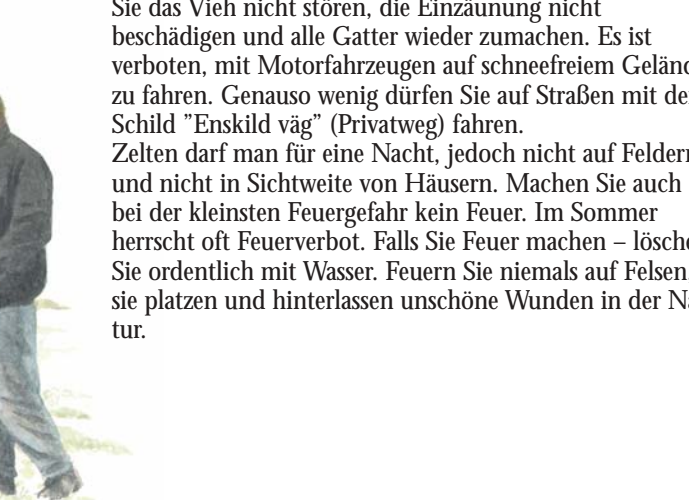 Sie das Vieh nicht stören, die Einzäunung nicht
beschädigen und alle Gatter wieder zumachen. Es ist
verboten, mit Motorfahrzeugen auf schneefreiem Geländ
zu fahren. Genauso wenig dürfen Sie auf Straßen mit de
Schild ”Enskild väg” (Privatweg) fahren.
Zelten darf man für eine Nacht, jedoch nicht auf Felder
und nicht in Sichtweite von Häusern. Machen Sie auch
bei der kleinsten Feuergefahr kein Feuer. Im Sommer
herrscht oft Feuerverbot. Falls Sie Feuer machen – lösche
Sie ordentlich mit Wasser. Feuern Sie niemals auf Felsen,
sie platzen und hinterlassen unschöne Wunden in der Na
tur.